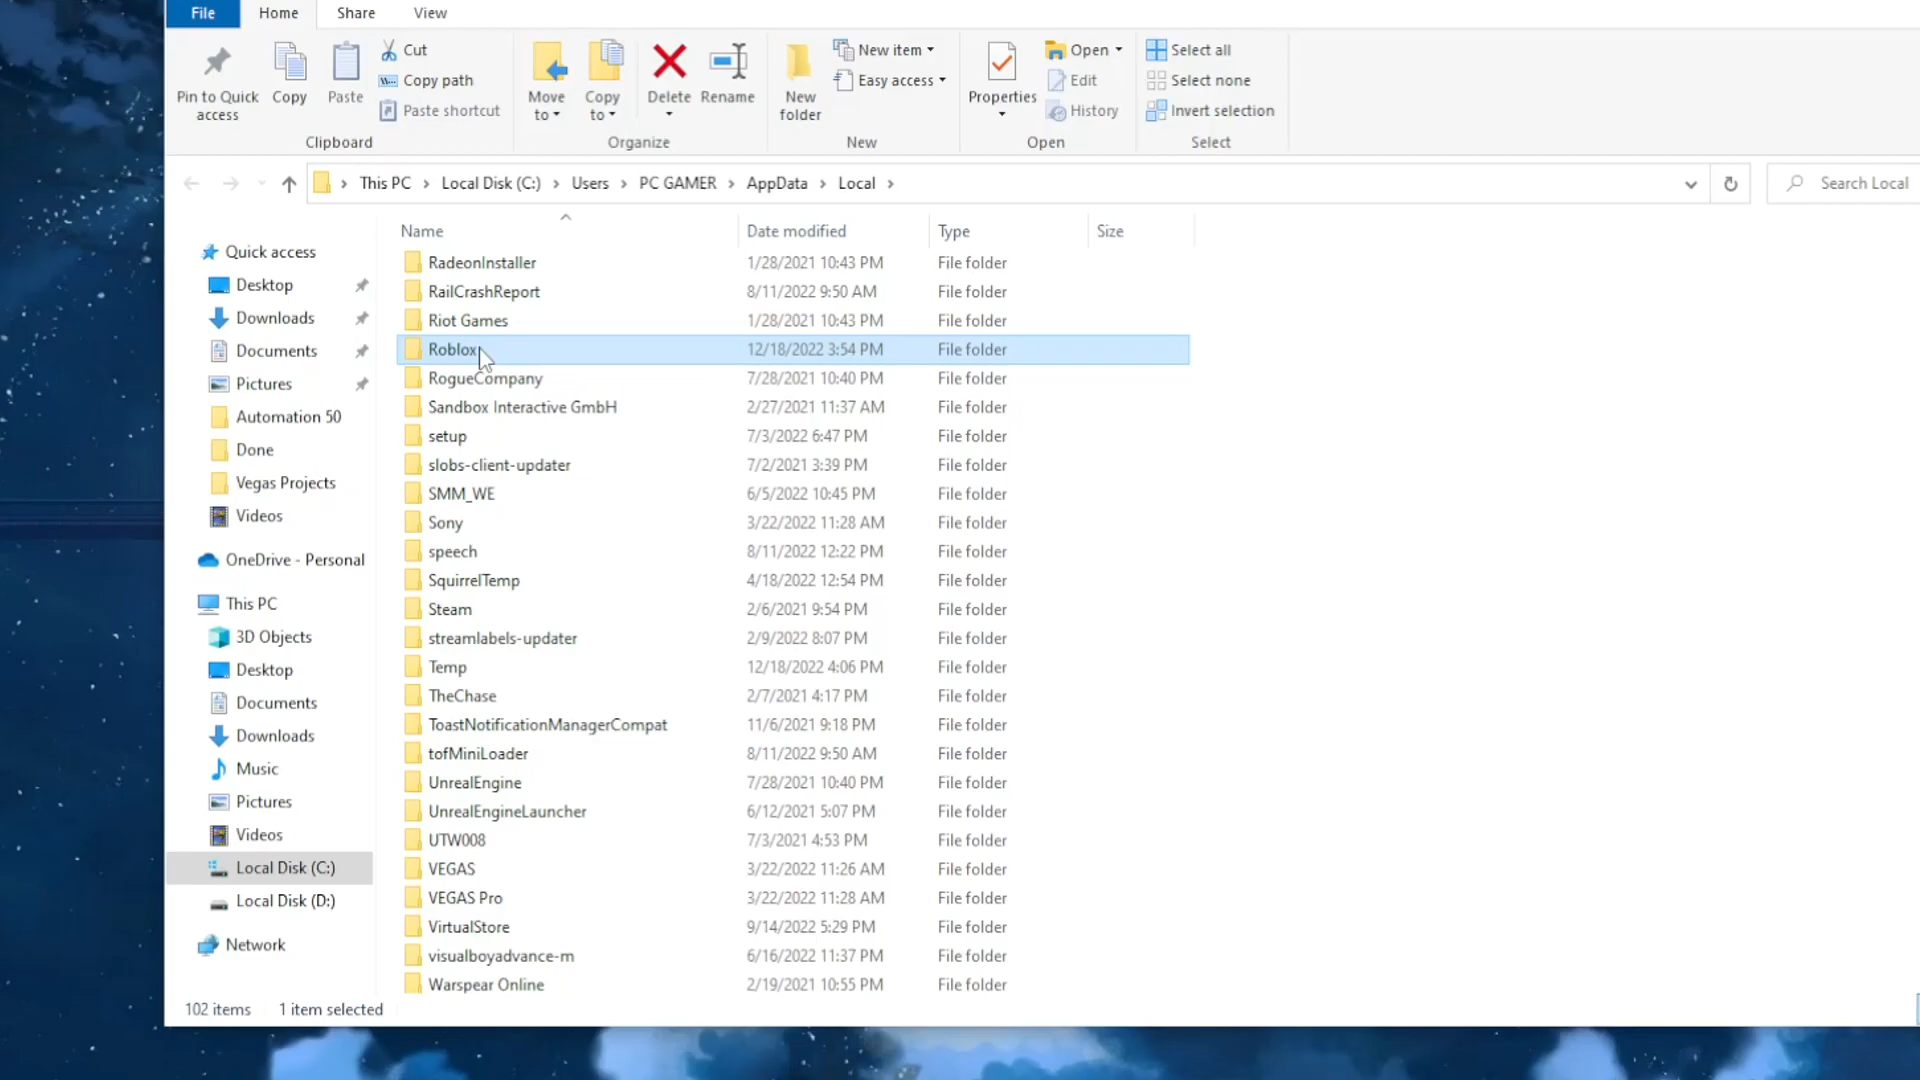 File Home Share View
Pin to Quick access Copy Paste Cut Copy path Paste shortcut Move to Copy to Delete Rename New folder New item Easy access Properties Open Edit History Select all Select none Invert selection
Clipboard Organize New Open Select
This PC Local Disk (C:) Users PC GAMER AppData Local Search Local
Name Date modified Type Size
Quick access
Desktop
Downloads
Documents
Pictures
Automation 50
Done
Vegas Projects
Videos
OneDrive - Personal
This PC
3D Objects
Desktop
Documents
Downloads
Music
Pictures
Videos
Local Disk (C:)
Local Disk (D:)
Network
RadeonInstaller 1/28/2021 10:43 PM File folder
RailCrashReport 8/11/2022 9:50 AM File folder
Riot Games 1/28/2021 10:43 PM File folder
Roblox 12/18/2022 3:54 PM File folder
RogueCompany 7/28/2021 10:40 PM File folder
Sandbox Interactive GmbH 2/27/2021 11:37 AM File folder
setup 7/3/2022 6:47 PM File folder
slobs-client-updater 7/2/2021 3:39 PM File folder
SMM_WE 6/5/2022 10:45 PM File folder
Sony 3/22/2022 11:28 AM File folder
speech 8/11/2022 12:22 PM File folder
SquirrelTemp 4/18/2022 12:54 PM File folder
Steam 2/6/2021 9:54 PM File folder
streamlabels-updater 2/9/2022 8:07 PM File folder
Temp 12/18/2022 4:06 PM File folder
TheChase 2/7/2021 4:17 PM File folder
ToastNotificationManagerCompat 11/6/2021 9:18 PM File folder
tofMiniLoader 8/11/2022 9:50 AM File folder
UnrealEngine 7/28/2021 10:40 PM File folder
UnrealEngineLauncher 6/12/2021 5:07 PM File folder
UTW008 7/3/2021 4:53 PM File folder
VEGAS 3/22/2022 11:26 AM File folder
VEGAS Pro 3/22/2022 11:28 AM File folder
VirtualStore 9/14/2022 5:29 PM File folder
visualboyadvance-m 6/16/2022 11:37 PM File folder
Warspear Online 2/19/2021 10:55 PM File folder
102 items 1 item selected